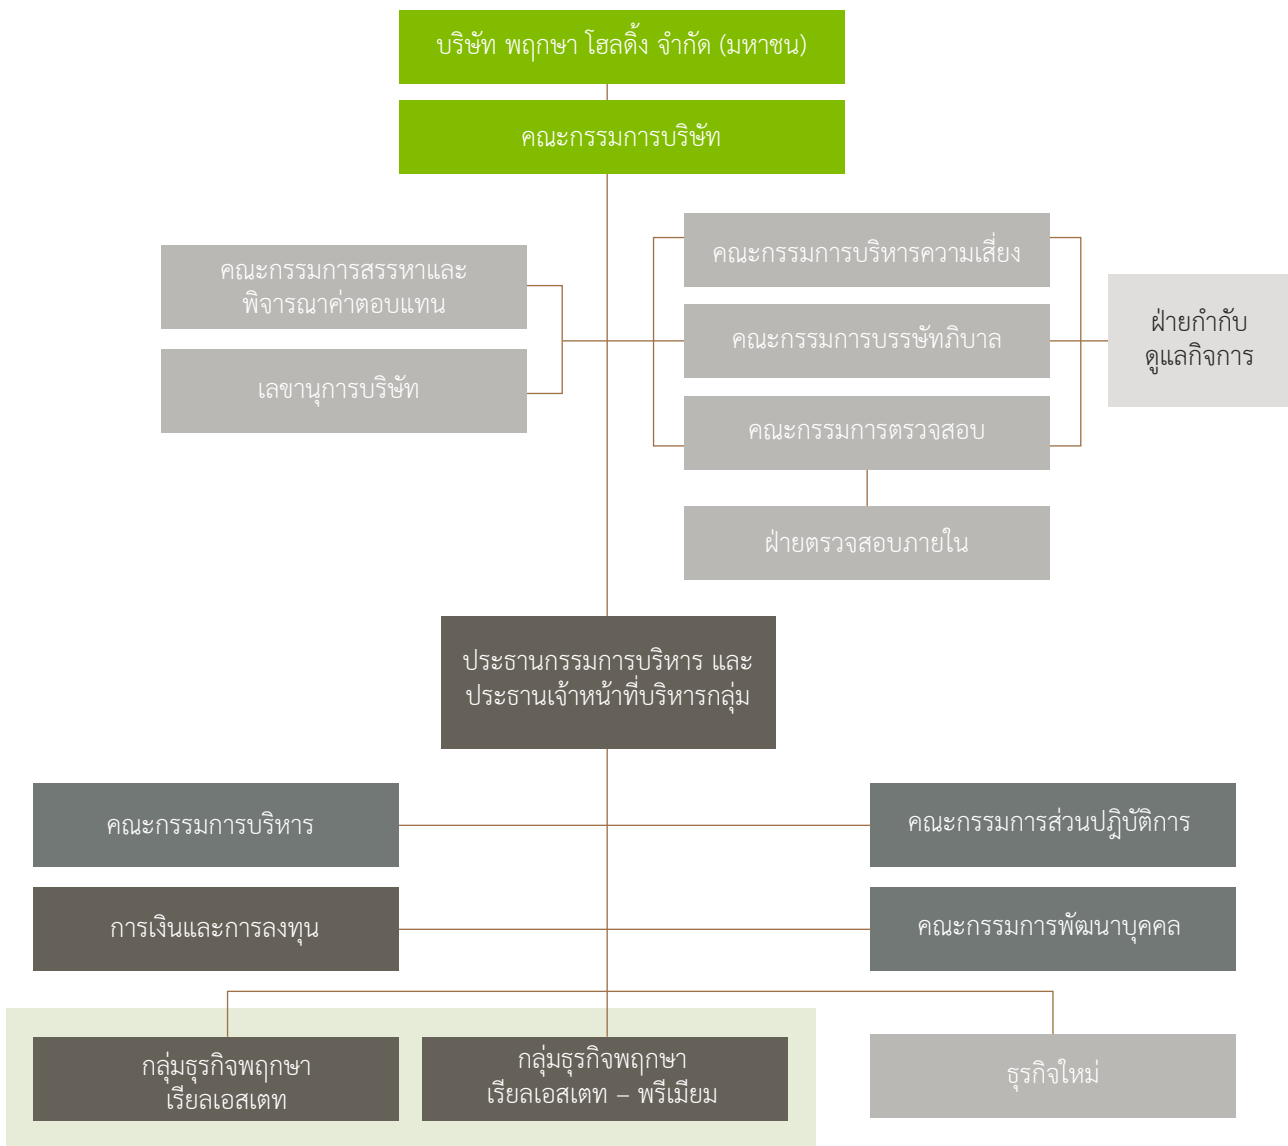 บริษัท พฤกษา โฮลดิ้ง จำกัด (มหาชน)
คณะกรรมการบริษัท
คณะกรรมการสรรหาและ
พิจารณาค่าตอบแทน
เลขานุการบริษัท
คณะกรรมการบริหารความเสี่ยง
คณะกรรมการบรรษัทภิบาล
คณะกรรมการตรวจสอบ
ฝ่ายตรวจสอบภายใน
ฝ่ายกำกับ
ดูแลกิจการ
ประธานกรรมการบริหาร และ
ประธานเจ้าหน้าที่บริหารกลุ่ม
คณะกรรมการบริหาร
คณะกรรมการส่วนปฏิบัติการ
การเงินและการลงทุน
คณะกรรมการพัฒนาบุคคล
กลุ่มธุรกิจพฤกษา
เรียลเอสเตท
กลุ่มธุรกิจพฤกษา
เรียลเอสเตท – พรีเมียม
ธุรกิจใหม่